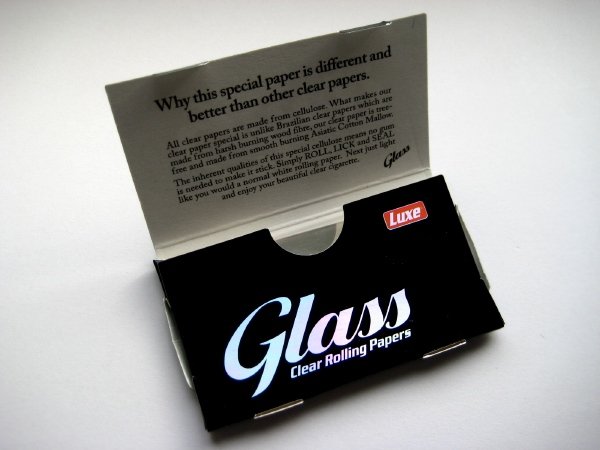 Why this special paper is different and
better than other clear papers.
All clear papers are made from cellulose. What makes our
clear paper special is unlike Brazilian clear papers which are
made from harsh burning wood fibre, our clear paper is tree-
free and made from smooth burning Asiatic Cotton Mallow.
The inherent qualities of this special cellulose means no gum
is needed to make it stick. Simply ROLL, LICK and SEAL
like you would a normal white rolling paper. Next just light
and enjoy your beautiful clear cigarette.
Glass
Luxe
Glass
Clear Rolling Papers